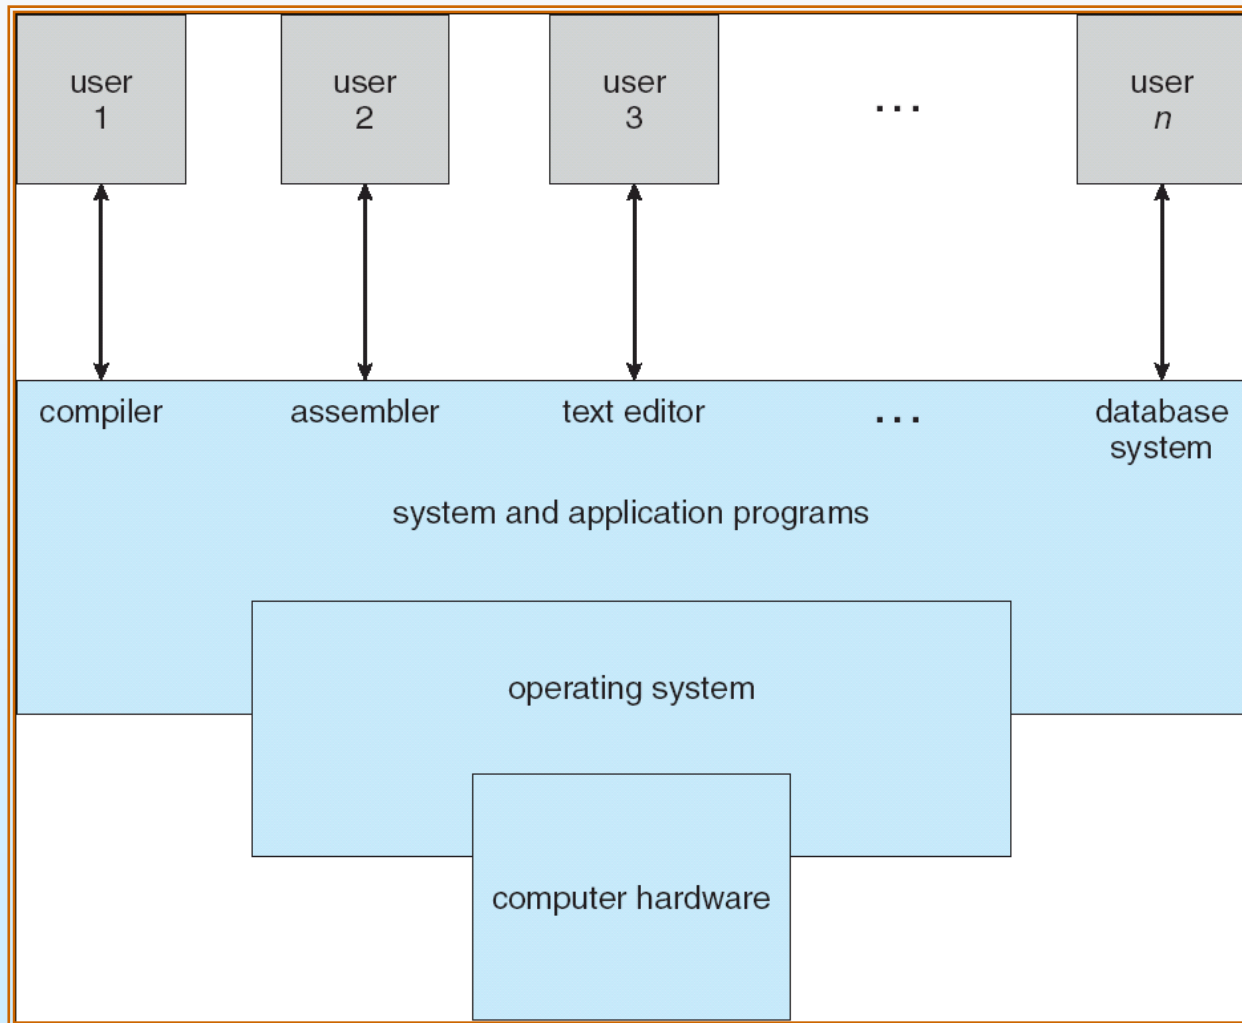 user
1
user
2
user
3
...
user
n
compiler
assembler
text editor
...
database
system
system and application programs
operating system
computer hardware